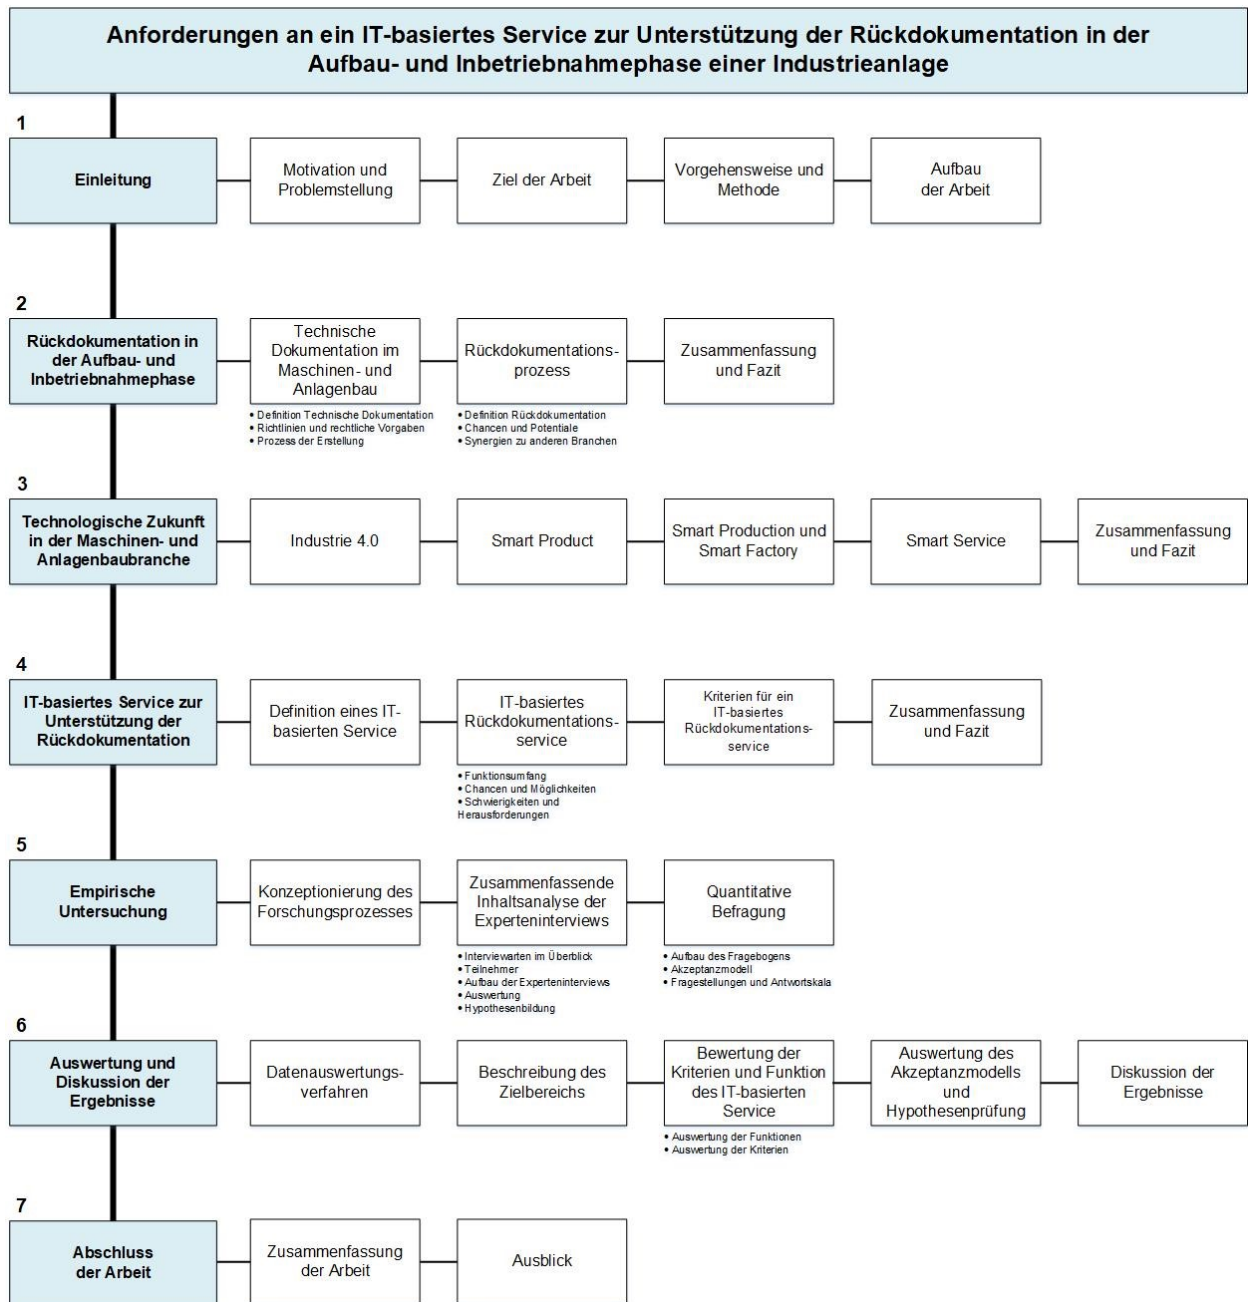 Anforderungen an ein IT-basiertes Service zur Unterstützung der Rückdokumentation in der
Aufbau- und Inbetriebnahmephase einer Industrieanlage
1
Einleitung
Motivation und
Problemstellung
Ziel der Arbeit
Vorgehensweise und
Methode
Aufbau
der Arbeit
2
Rückdokumentation in
der Aufbau- und
Inbetriebnahmephase
Technische
Dokumentation im
Maschinen- und
Anlagenbau
• Definition Technische Dokumentation
• Richtlinien und rechtliche Vorgaben
• Prozess der Erstellung
Rückdokumentations-
prozess
• Definition Rückdokumentation
• Chancen und Potentiale
• Synergien zu anderen Branchen
Zusammenfassung
und Fazit
3
Technologische Zukunft
in der Maschinen- und
Anlagenbaubranche
Industrie 4.0
Smart Product
Smart Production und
Smart Factory
Smart Service
Zusammenfassung
und Fazit
4
IT-basiertes Service zur
Unterstützung der
Rückdokumentation
Definition eines IT-
basierten Service
IT-basiertes
Rückdokumentations-
service
• Funktionsumfang
• Chancen und Möglichkeiten
• Schwierigkeiten und
Herausforderungen
Kriterien für ein
IT-basiertes
Rückdokumentations-
service
Zusammenfassung
und Fazit
5
Empirische
Untersuchung
Konzeptionierung des
Forschungsprozesses
Zusammenfassende
Inhaltsanalyse der
Experteninterviews
• Interviewarten im Überblick
• Teilnehmer
• Aufbau der Experteninterviews
• Auswertung
• Hypothesenbildung
Quantitative
Befragung
• Aufbau des Fragebogens
• Akzeptanzmodell
• Fragestellungen und Antwortskala
6
Auswertung und
Diskussion der
Ergebnisse
Datenauswertungs-
verfahren
Beschreibung des
Zielbereichs
Bewertung der
Kriterien und Funktion
des IT-basierten
Service
• Auswertung der Funktionen
• Auswertung der Kriterien
Auswertung des
Akzeptanzmodells
und
Hypothesenprüfung
Diskussion der
Ergebnisse
7
Abschluss
der Arbeit
Zusammenfassung
der Arbeit
Ausblick